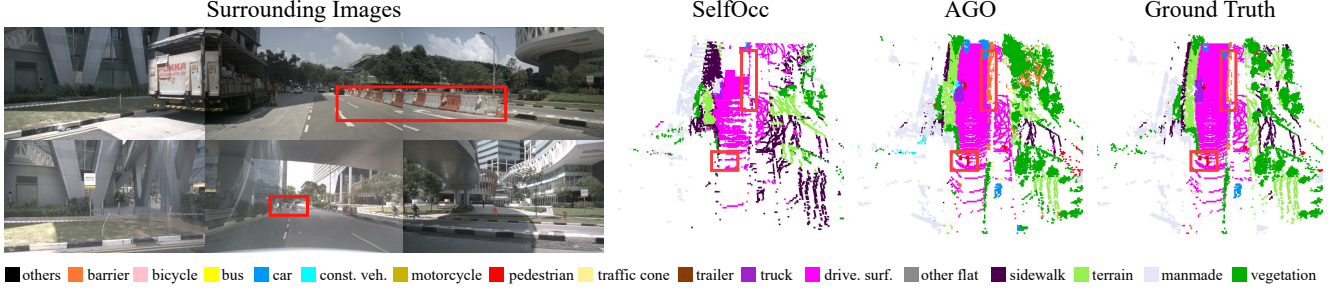 Surrounding Images SelfOcc AGO Ground Truth
others barrier bicycle bus car const. veh. motorcycle pedestrian traffic cone trailer truck drive. surf. other flat sidewalk terrain manmade vegetation